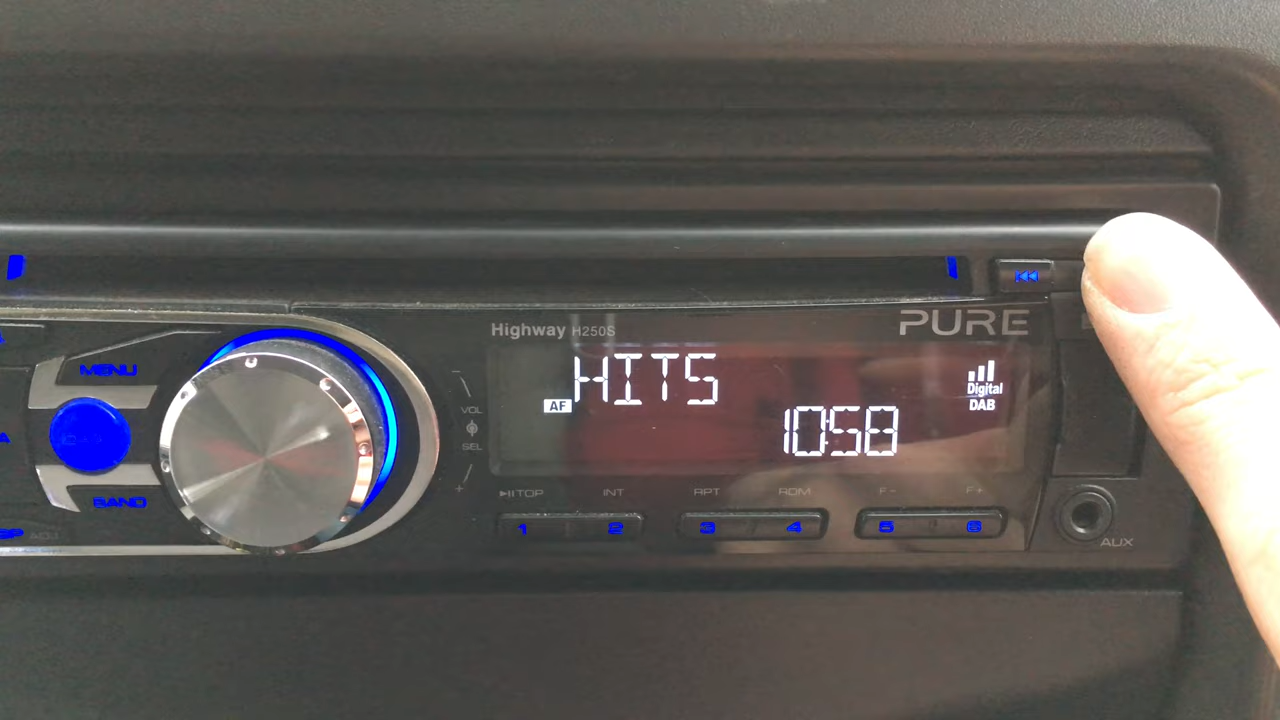 Highway H250S
PURE
MENU
HITS
AF
Digital
DAB
VOL
1058
SEL
BAND
TOP INT RPT RDM F- F+
1 2 3 4 5 6
AUX